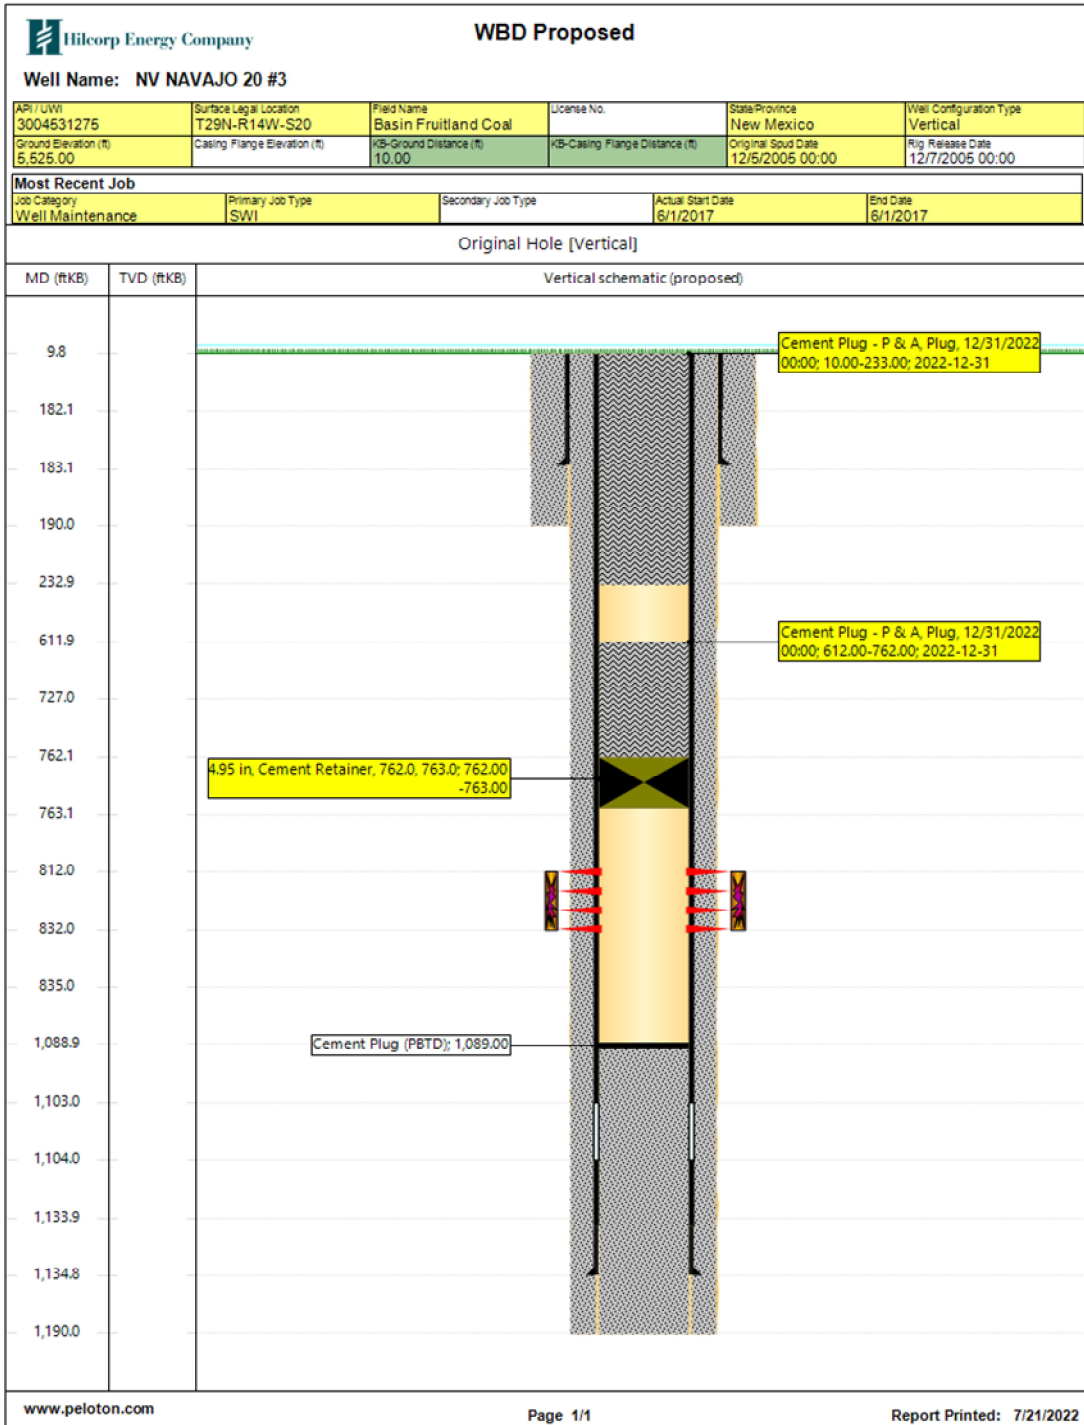 Hilcorp Energy Company
WBD Proposed
Well Name: NV NAVAJO 20 #3
API / UWI
3004531275
Surface Legal Location
T29N-R14W-S20
Field Name
Basin Fruitland Coal
License No.
State/Province
New Mexico
Well Configuration Type
Vertical
Ground Elevation (ft)
5,525.00
Casing Flange Elevation (ft)
KB-Ground Distance (ft)
10.00
KB-Casing Flange Distance (ft)
Original Spud Date
12/5/2005 00:00
Rig Release Date
12/7/2005 00:00
Most Recent Job
Job Category
Well Maintenance
Primary Job Type
SWI
Secondary Job Type
Actual Start Date
6/1/2017
End Date
6/1/2017
Original Hole [Vertical]
MD (ftKB)
TVD (ftKB)
Vertical schematic (proposed)
9.8
Cement Plug - P & A, Plug, 12/31/2022
00:00; 10.00-233.00; 2022-12-31
182.1
183.1
190.0
232.9
611.9
Cement Plug - P & A, Plug, 12/31/2022
00:00; 612.00-762.00; 2022-12-31
727.0
762.1
4.95 in, Cement Retainer, 762.0, 763.0; 762.00
-763.00
763.1
812.0
832.0
835.0
1,088.9
Cement Plug (PBTD); 1,089.00
1,103.0
1,104.0
1,133.9
1,134.8
1,190.0
www.peloton.com
Page 1/1
Report Printed: 7/21/2022